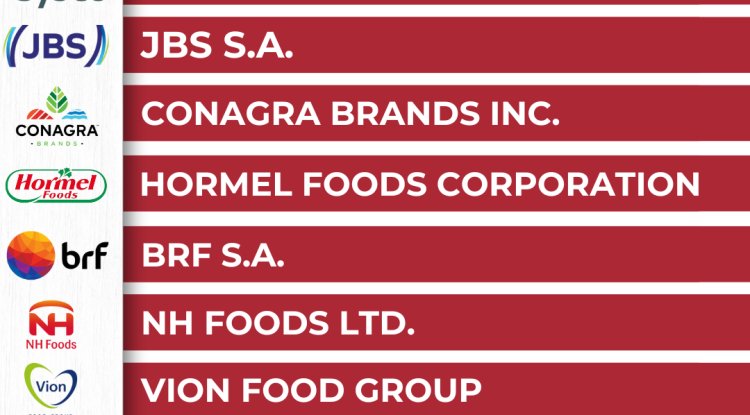 JBS
JBS S.A.
CONAGRA
BRANDS
CONAGRA BRANDS INC.
Hormel
Foods
HORMEL FOODS CORPORATION
brf
BRF S.A.
NH
NH Foods
NH FOODS LTD.
Vion
VION FOOD GROUP